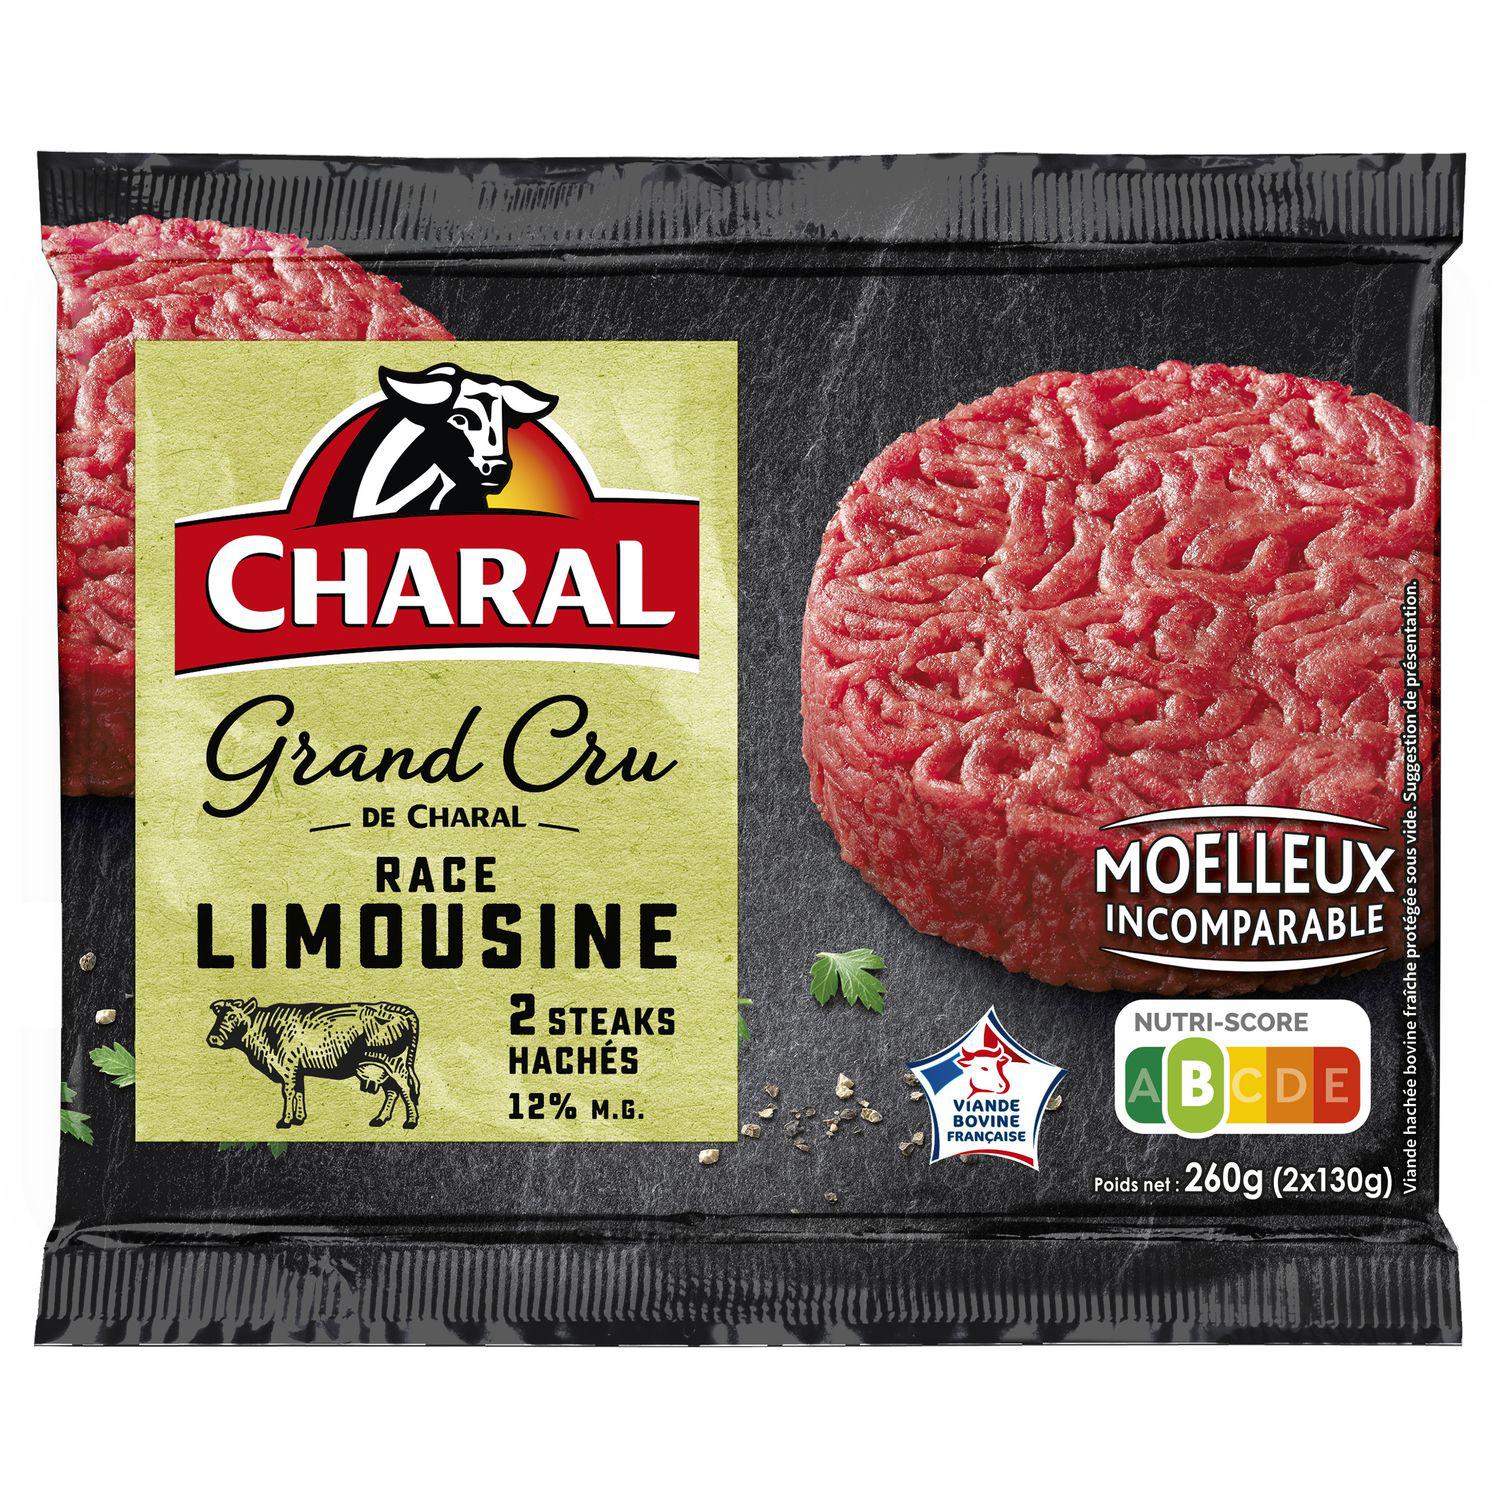 CHARAL
Grand Cru
DE CHARAL
RACE
LIMOUSINE
2 STEAKS
HACHÉS
12% M.G.
MOELLEUX
INCOMPARABLE
VIANDE
BOVINE
FRANÇAISE
NUTRI-SCORE
A B C D E
Poids net : 260g (2x130g)
Viande hachée bovine fraîche protégée sous vide. Suggestion de présentation.